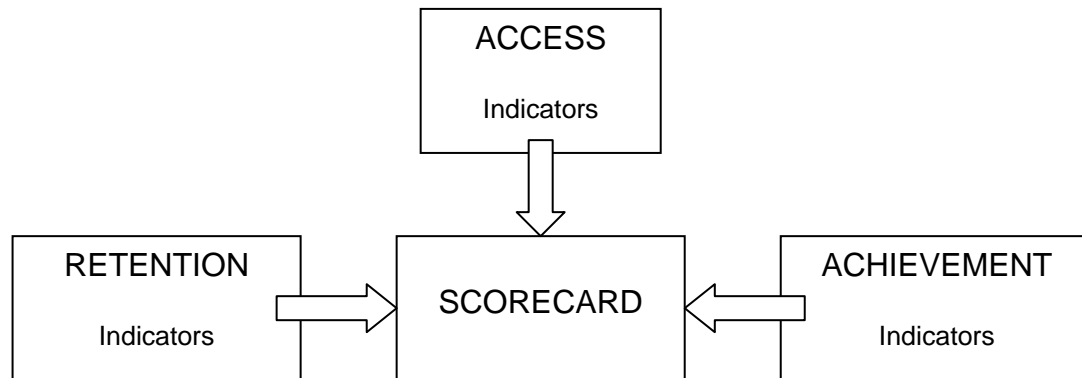 ACCESS
Indicators
RETENTION
Indicators
SCORECARD
ACHIEVEMENT
Indicators